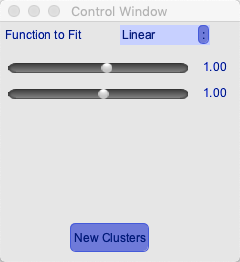 Control Window
Function to Fit Linear :
1.00
1.00
New Clusters